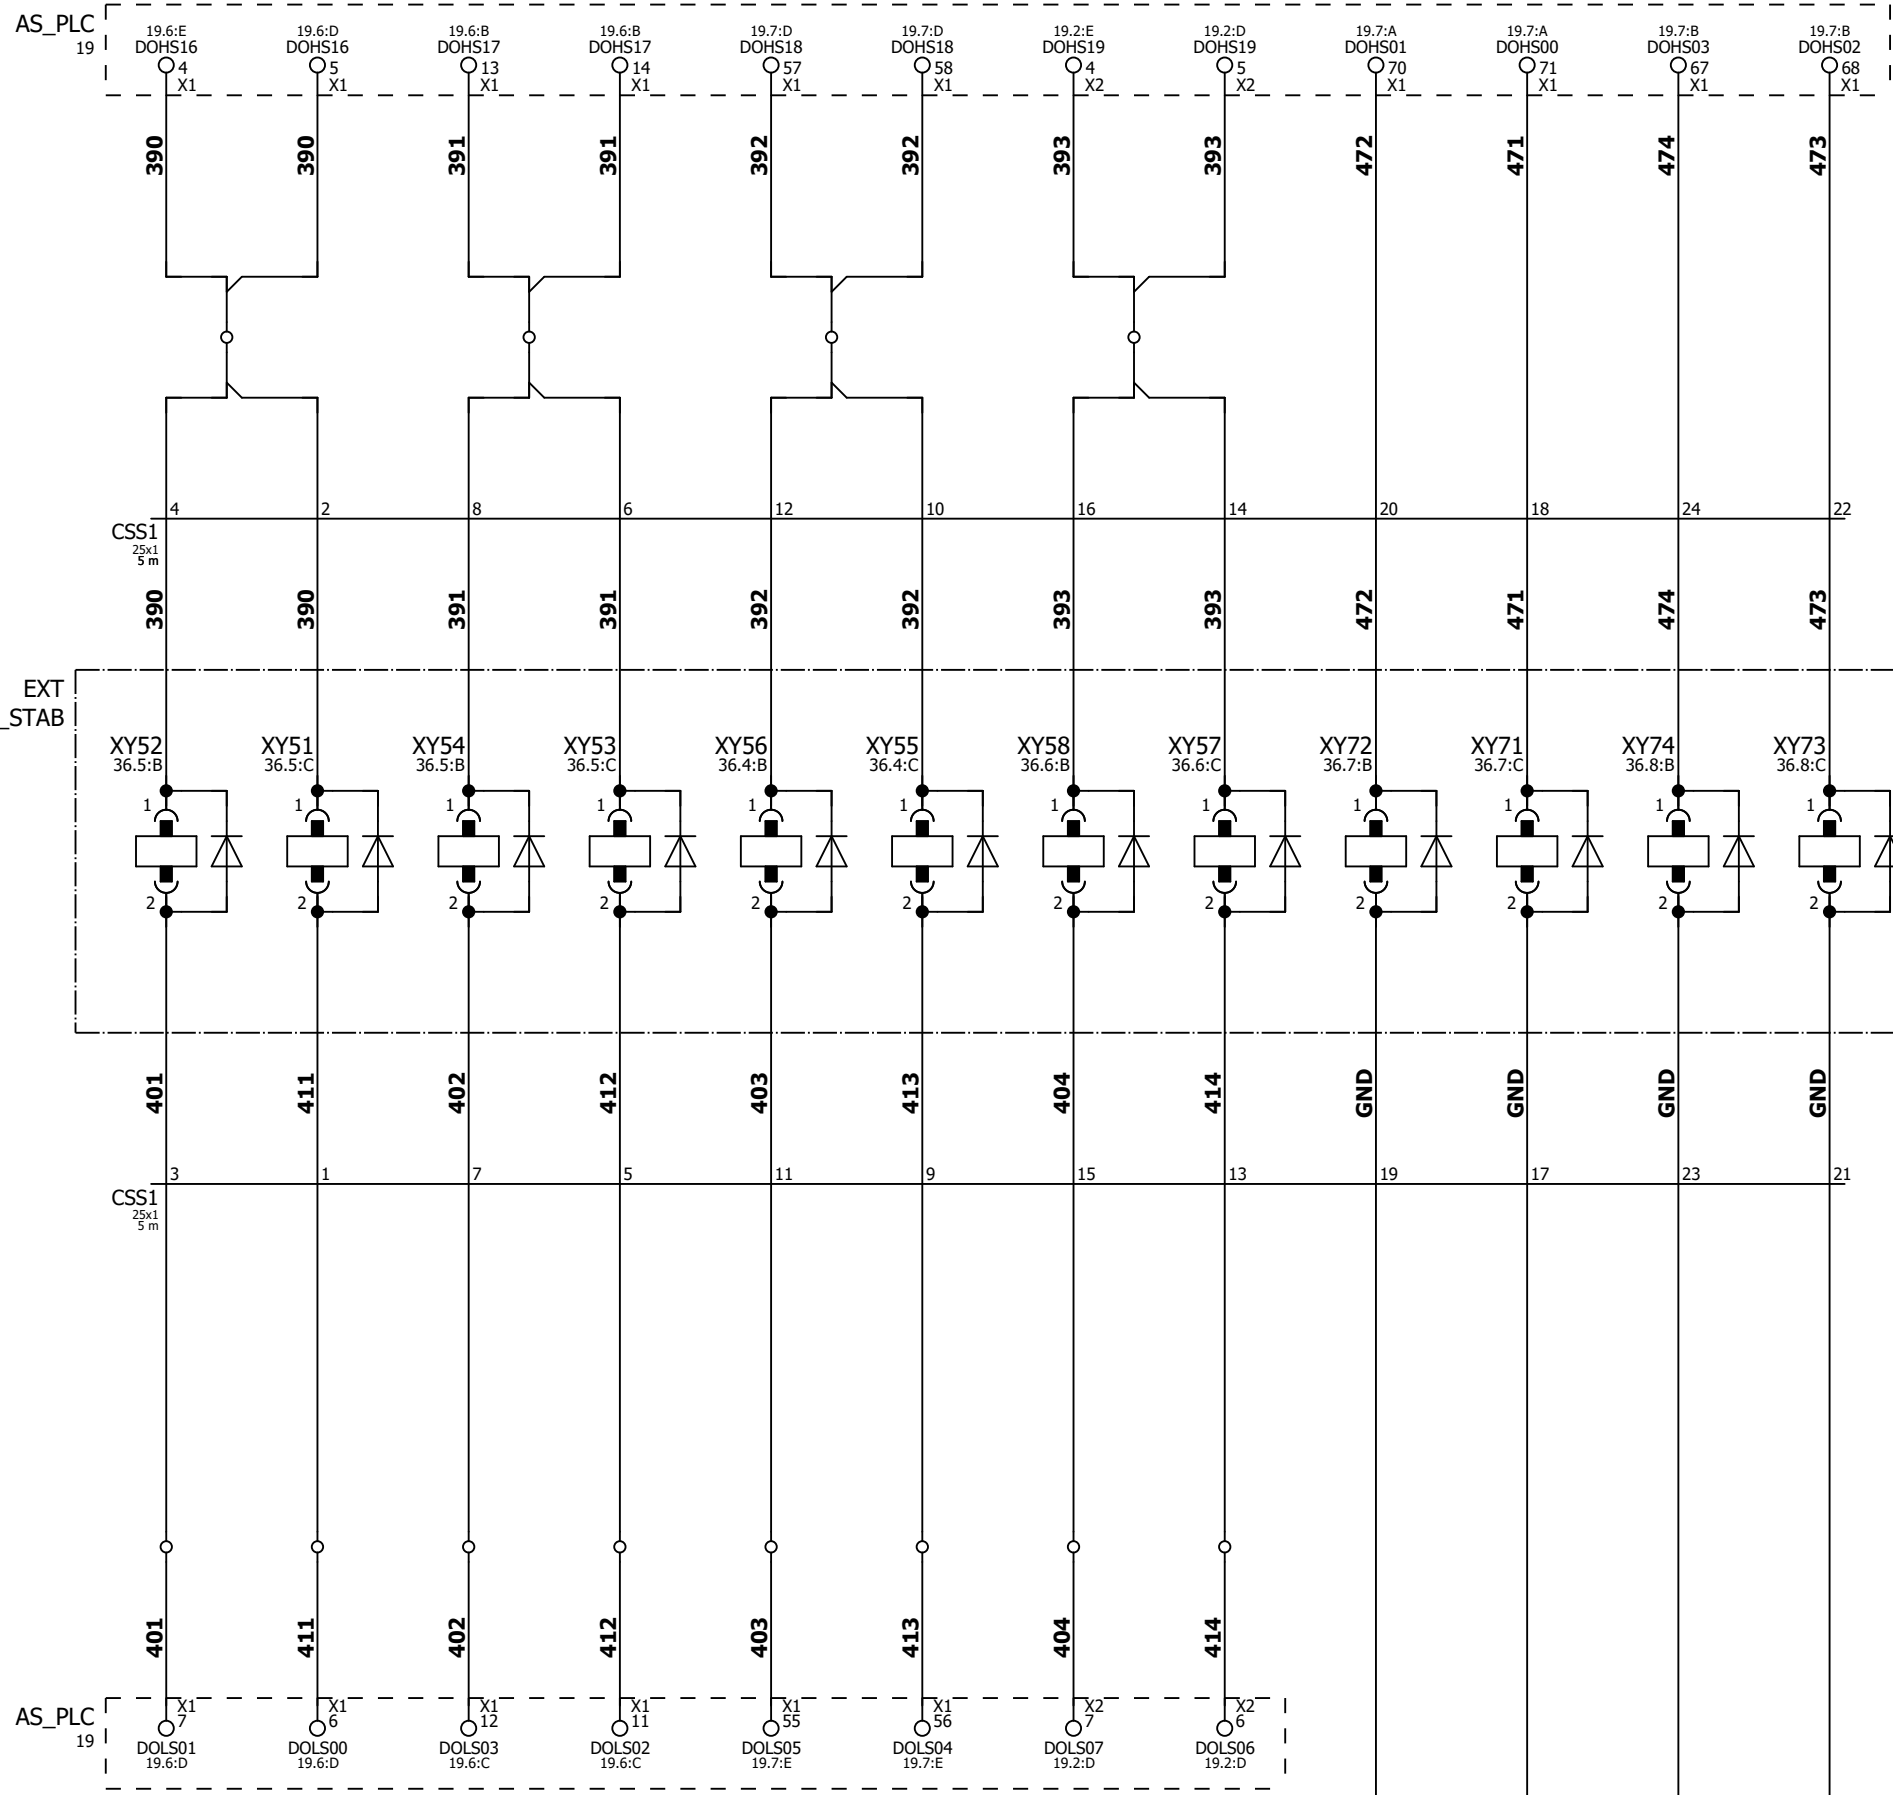 AS_PLC
19
19.6:E 19.6:D 19.6:B 19.6:B 19.7:D 19.7:D 19.2:E 19.2:D 19.7:A 19.7:A 19.7:B 19.7:B
DOHS16 DOHS16 DOHS17 DOHS17 DOHS18 DOHS18 DOHS19 DOHS19 DOHS01 DOHS00 DOHS03 DOHS02
4 5 13 14 57 58 4 5 70 71 67 68
X1 X1 X1 X1 X1 X1 X2 X2 X1 X1 X1 X1
390 390 391 391 392 392 393 393 472 471 474 473
4 2 8 6 12 10 16 14 20 18 24 22
CSS1
25x1
5 m
390 390 391 391 392 392 393 393 472 471 474 473
EXT
_STAB
XY52 XY51 XY54 XY53 XY56 XY55 XY58 XY57 XY72 XY71 XY74 XY73
36.5:B 36.5:C 36.5:B 36.5:C 36.4:B 36.4:C 36.6:B 36.6:C 36.7:B 36.7:C 36.8:B 36.8:C
1 1 1 1 1 1 1 1 1 1 1 1
2 2 2 2 2 2 2 2 2 2 2 2
401 411 402 412 403 413 404 414 GND GND GND GND
3 1 7 5 11 9 15 13 19 17 23 21
CSS1
25x1
5 m
401 411 402 412 403 413 404 414
AS_PLC
19
X1 X1 X1 X1 X1 X1 X2 X2
7 6 12 11 55 56 7 6
DOLS01 DOLS00 DOLS03 DOLS02 DOLS05 DOLS04 DOLS07 DOLS06
19.6:D 19.6:D 19.6:C 19.6:C 19.7:E 19.7:E 19.2:D 19.2:D